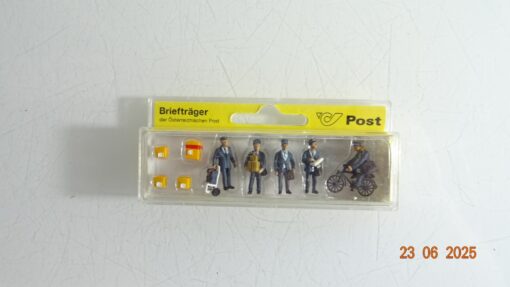 Briefträger
der Österreichischen Post
Post
23 06 2025